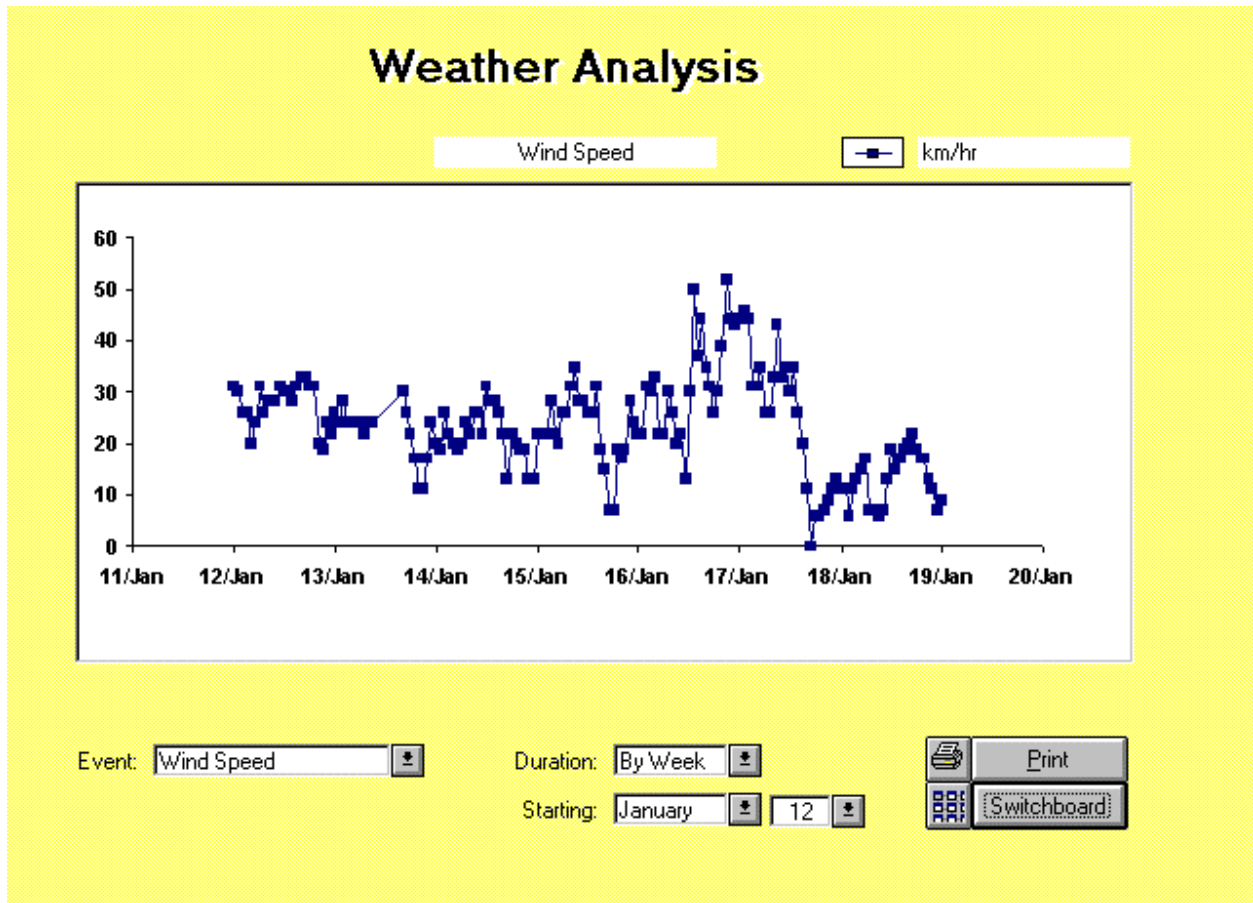 Weather Analysis
Wind Speed km/hr
60
50
40
30
20
10
0
11/Jan 12/Jan 13/Jan 14/Jan 15/Jan 16/Jan 17/Jan 18/Jan 19/Jan 20/Jan
Event: Wind Speed Duration: By Week Print
Starting: January 12 Switchboard